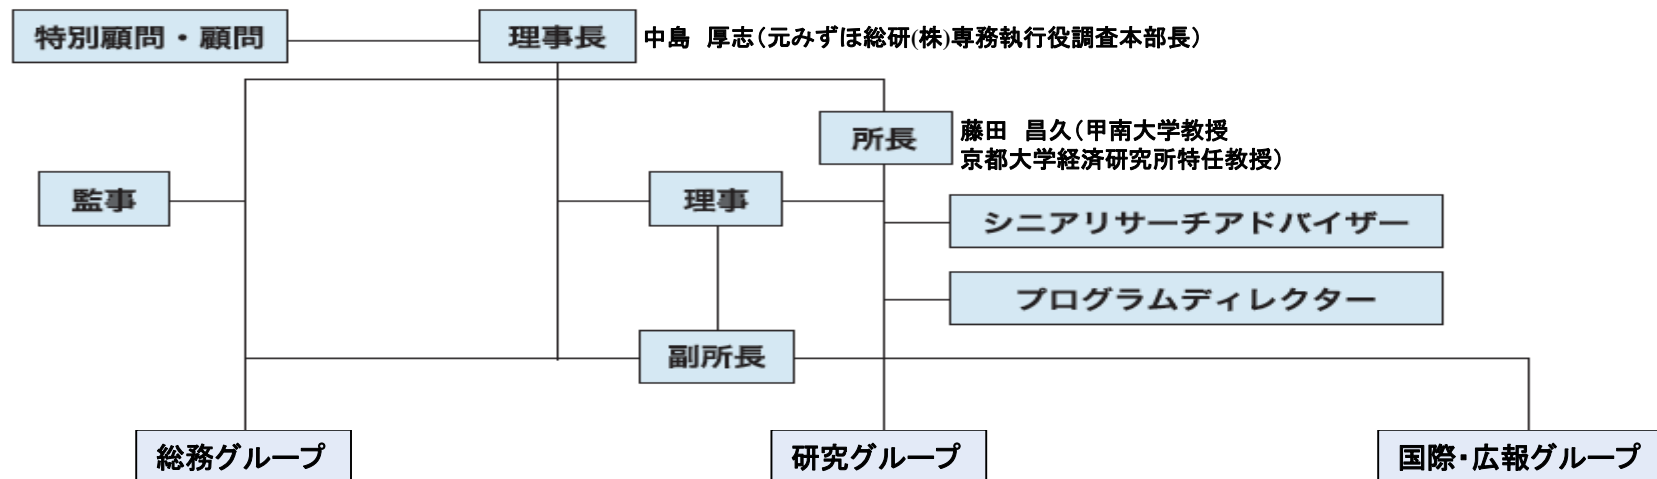 特別顧問・顧問
理事長
中島　厚志（元みずほ総研(株)専務執行役調査本部長）
所長
藤田　昌久（甲南大学教授
京都大学経済研究所特任教授）
監事
理事
シニアリサーチアドバイザー
プログラムディレクター
副所長
総務グループ
研究グループ
国際・広報グループ